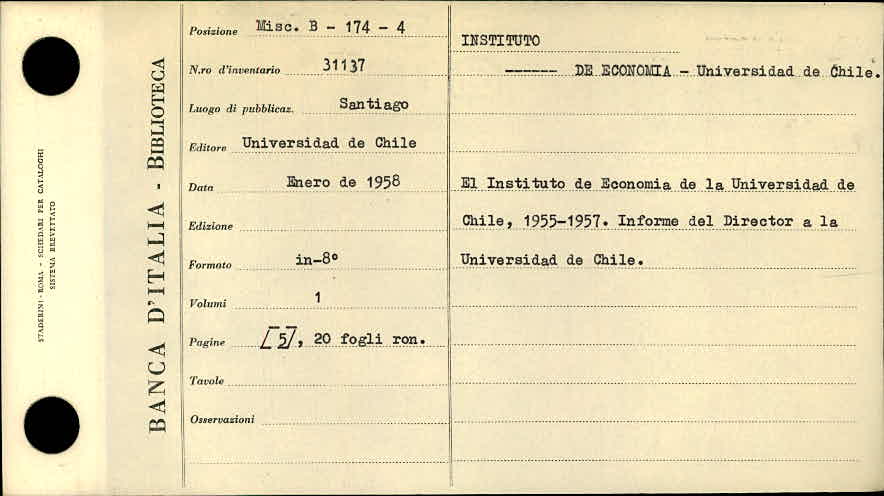 STADERINI - ROMA - SCHEDARI PER CATALOGHI
SISTEMA BREVETTATO
BANCA D'ITALIA - BIBLIOTECA
Posizione Misc. B - 174 - 4
N.ro d'inventario 31137
Luogo di pubblicaz. Santiago
Editore Universidad de Chile
Data Enero de 1958
Edizione
Formato in-8°
Volumi 1
Pagine [5], 20 fogli ron.
Tavole
Osservazioni
INSTITUTO
------ DE ECONOMIA - Universidad de Chile.
El Instituto de Economia de la Universidad de
Chile, 1955-1957. Informe del Director a la
Universidad de Chile.